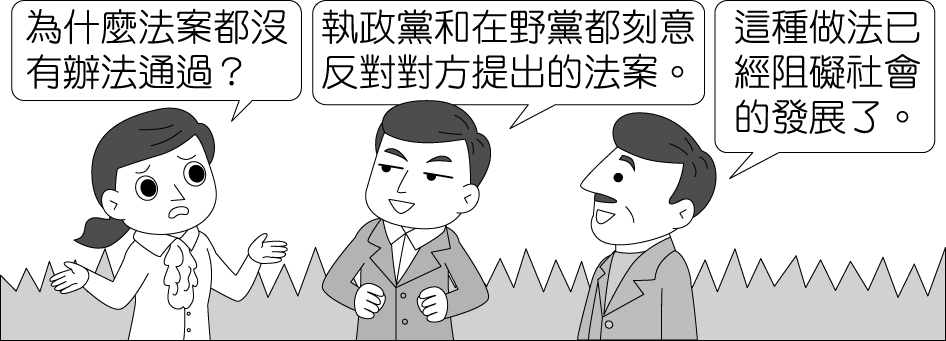 為什麼法案都沒
有辦法通過？
執政黨和在野黨都刻意
反對對方提出的法案。
這種做法已
經阻礙社會
的發展了。